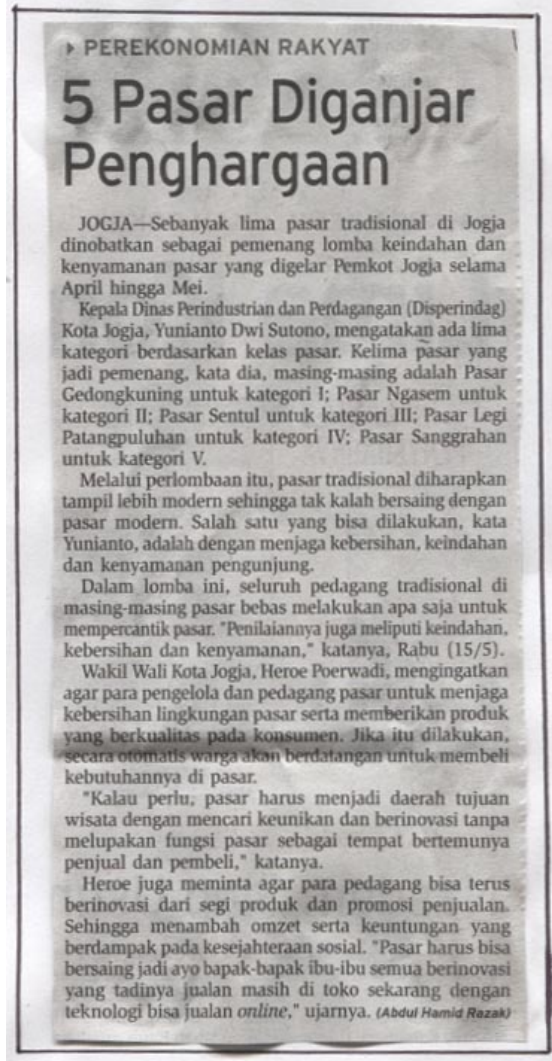 ▸ PEREKONOMIAN RAKYAT
5 Pasar Diganjar
Penghargaan
JOGJA—Sebanyak lima pasar tradisional di Jogja
dinobatkan sebagai pemenang lomba keindahan dan
kenyamanan pasar yang digelar Pemkot Jogja selama
April hingga Mei.
Kepala Dinas Perindustrian dan Perdagangan (Disperindag)
Kota Jogja, Yunianto Dwi Sutono, mengatakan ada lima
kategori berdasarkan kelas pasar. Kelima pasar yang
jadi pemenang, kata dia, masing-masing adalah Pasar
Gedongkuning untuk kategori I; Pasar Ngasem untuk
kategori II; Pasar Sentul untuk kategori III; Pasar Legi
Patangpuluhan untuk kategori IV; Pasar Sanggrahan
untuk kategori V.
Melalui perlombaan itu, pasar tradisional diharapkan
tampil lebih modern sehingga tak kalah bersaing dengan
pasar modern. Salah satu yang bisa dilakukan, kata
Yunianto, adalah dengan menjaga kebersihan, keindahan
dan kenyamanan pengunjung.
Dalam lomba ini, seluruh pedagang tradisional di
masing-masing pasar bebas melakukan apa saja untuk
mempercantik pasar. "Penilaiannya juga meliputi keindahan,
kebersihan dan kenyamanan," katanya, Rabu (15/5).
Wakil Wali Kota Jogja, Heroe Poerwadi, mengingatkan
agar para pengelola dan pedagang pasar untuk menjaga
kebersihan lingkungan pasar serta memberikan produk
yang berkualitas pada konsumen. Jika itu dilakukan,
secara otomatis warga akan berdatangan untuk membeli
kebutuhannya di pasar.
"Kalau perlu, pasar harus menjadi daerah tujuan
wisata dengan mencari keunikan dan berinovasi tanpa
melupakan fungsi pasar sebagai tempat bertemunya
penjual dan pembeli," katanya.
Heroe juga meminta agar para pedagang bisa terus
berinovasi dari segi produk dan promosi penjualan.
Sehingga menambah omzet serta keuntungan yang
berdampak pada kesejahteraan sosial. "Pasar harus bisa
bersaing jadi ayo bapak-bapak ibu-ibu semua berinovasi
yang tadinya jualan masih di toko sekarang dengan
teknologi bisa jualan online," ujarnya. (Abdul Hamid Razak)